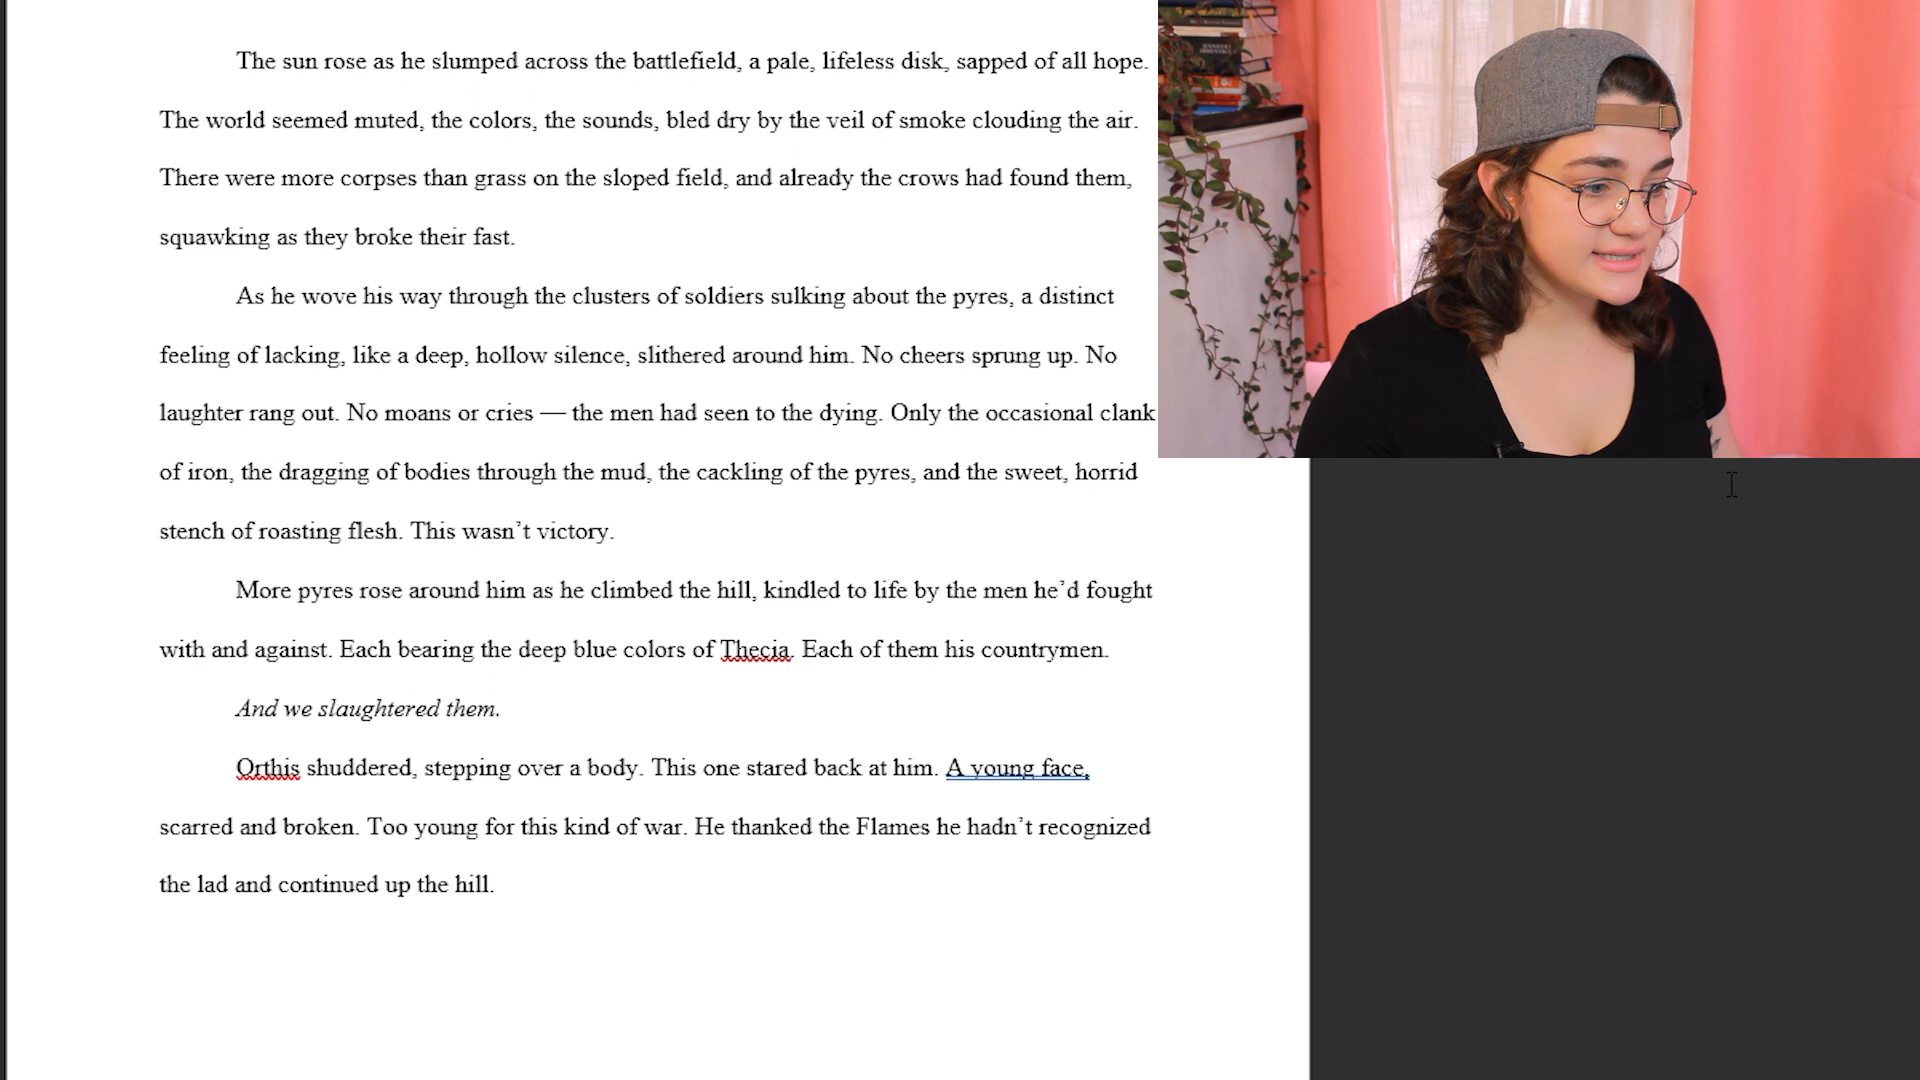 The sun rose as he slumped across the battlefield, a pale, lifeless disk, sapped of all hope.
The world seemed muted, the colors, the sounds, bled dry by the veil of smoke clouding the air.
There were more corpses than grass on the sloped field, and already the crows had found them,
squawking as they broke their fast.
As he wove his way through the clusters of soldiers sulking about the pyres, a distinct
feeling of lacking, like a deep, hollow silence, slithered around him. No cheers sprung up. No
laughter rang out. No moans or cries — the men had seen to the dying. Only the occasional clank
of iron, the dragging of bodies through the mud, the cackling of the pyres, and the sweet, horrid
stench of roasting flesh. This wasn’t victory.
More pyres rose around him as he climbed the hill, kindled to life by the men he’d fought
with and against. Each bearing the deep blue colors of Thecia. Each of them his countrymen.
And we slaughtered them.
Orthis shuddered, stepping over a body. This one stared back at him. A young face,
scarred and broken. Too young for this kind of war. He thanked the Flames he hadn’t recognized
the lad and continued up the hill.